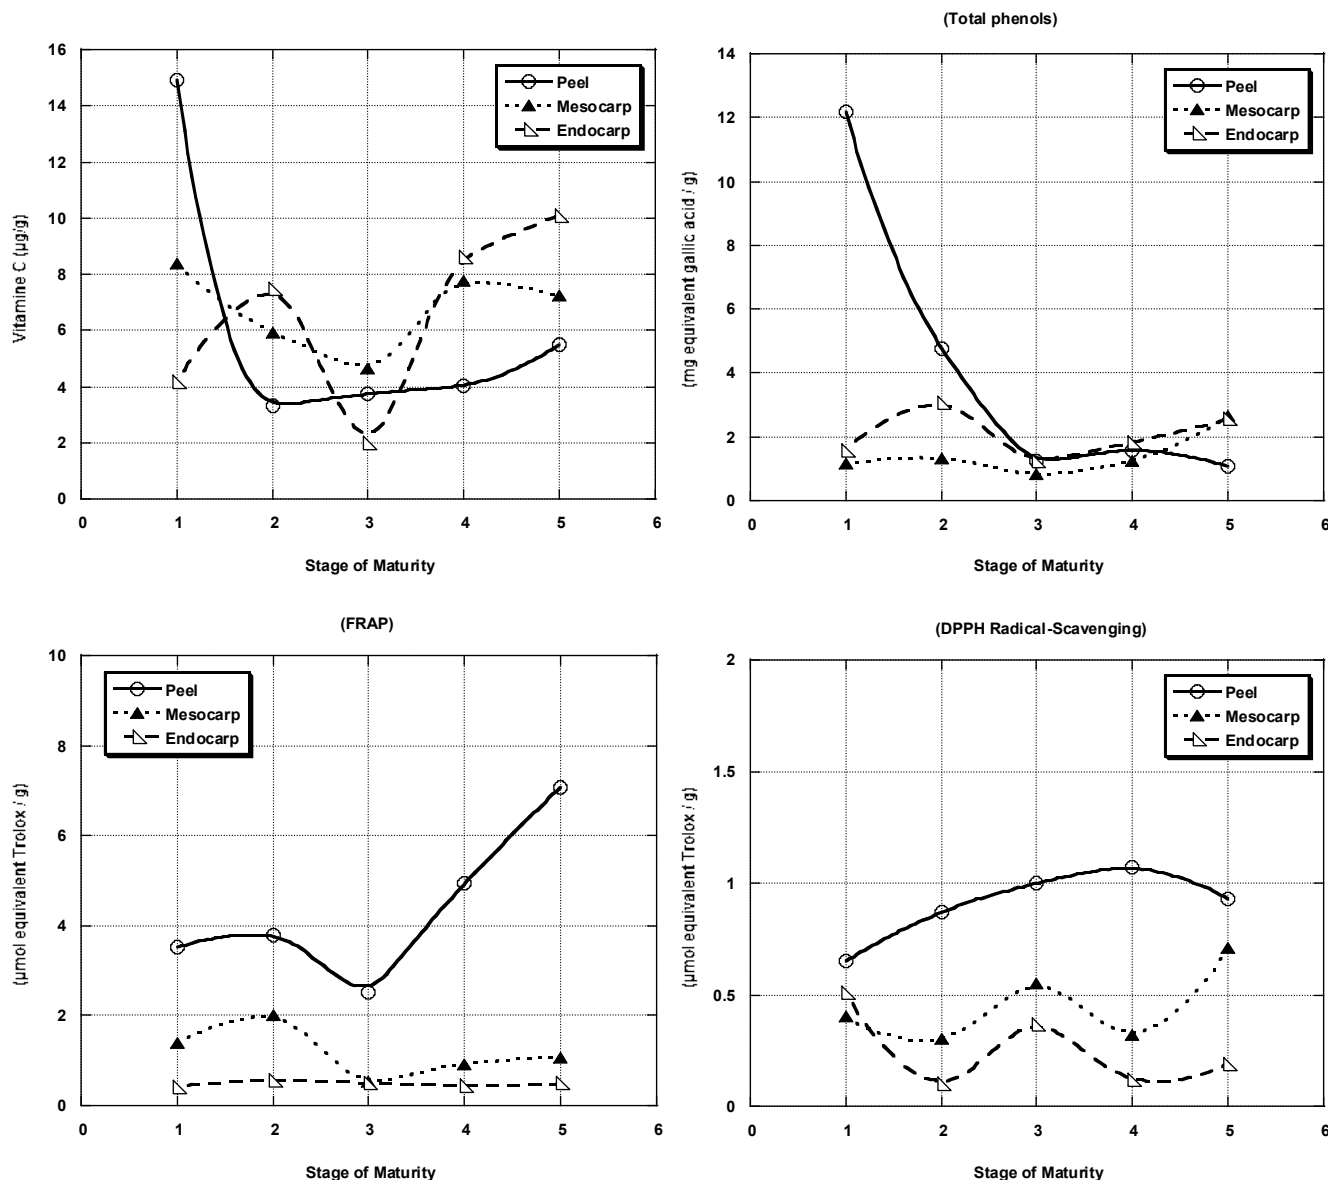 (Total phenols)
16
14
12
10
8
6
4
2
0
Vitamine C (µg/g)
Peel
Mesocarp
Endocarp
0 1 2 3 4 5 6
Stage of Maturity
14
12
10
8
6
4
2
0
(mg equivalent gallic acid / g)
Peel
Mesocarp
Endocarp
0 1 2 3 4 5 6
Stage of Maturity
(FRAP)
10
8
6
4
2
0
(µmol equivalent Trolox / g)
Peel
Mesocarp
Endocarp
0 1 2 3 4 5 6
Stage of Maturity
(DPPH Radical-Scavenging)
2
1.5
1
0.5
0
(µmol equivalent Trolox / g)
Peel
Mesocarp
Endocarp
0 1 2 3 4 5 6
Stage of Maturity